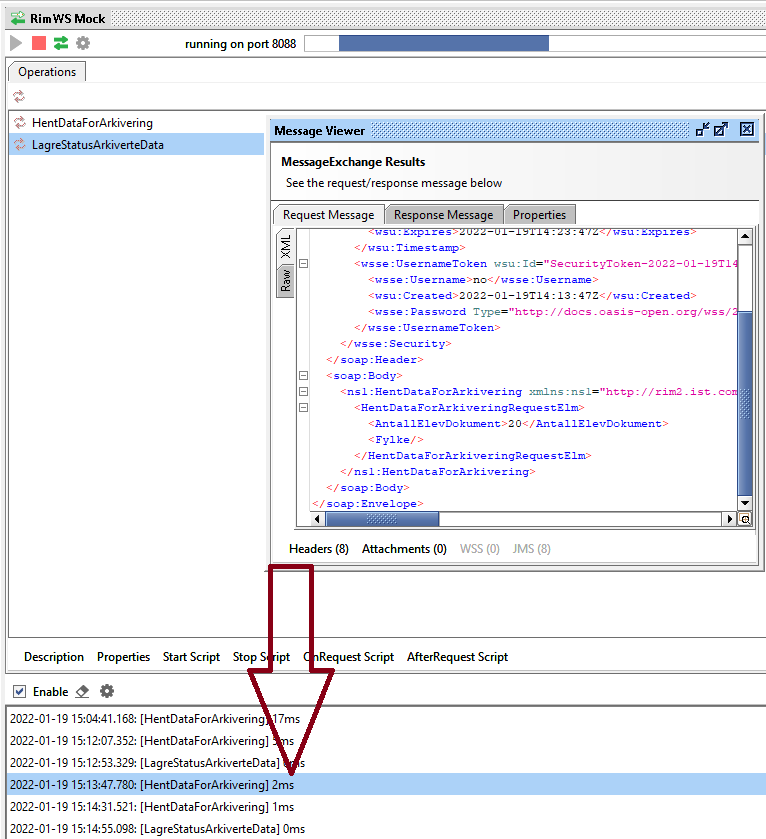 RimWS Mock
running on port 8088
Operations
HentDataForArkivering
LagreStatusArkiverteData
Message Viewer
MessageExchange Results
See the request/response message below
Request Message Response Message Properties
XML
Raw
<wsu:Expires>2022-01-19T14:23:47Z</wsu:Expires>
</wsu:Timestamp>
<wsse:UsernameToken wsu:Id="SecurityToken-2022-01-19T14
<wsse:Username>no</wsse:Username>
<wsu:Created>2022-01-19T14:13:47Z</wsu:Created>
<wsse:Password Type="http://docs.oasis-open.org/wss/2
</wsse:UsernameToken>
</wsse:Security>
</soap:Header>
<soap:Body>
<ns1:HentDataForArkivering xmlns:ns1="http://rim2.ist.com
<HentDataForArkiveringRequestElm>
<AntallElevDokument>20</AntallElevDokument>
<Fylke/>
</HentDataForArkiveringRequestElm>
</ns1:HentDataForArkivering>
</soap:Body>
</soap:Envelope>
Headers (8) Attachments (0) WSS (0) JMS (8)
Description Properties Start Script Stop Script OnRequest Script AfterRequest Script
Enable
2022-01-19 15:04:41.168: [HentDataForArkivering] 17ms
2022-01-19 15:12:07.352: [HentDataForArkivering] 5ms
2022-01-19 15:12:53.329: [LagreStatusArkiverteData] 0ms
2022-01-19 15:13:47.780: [HentDataForArkivering] 2ms
2022-01-19 15:14:31.521: [HentDataForArkivering] 1ms
2022-01-19 15:14:55.098: [LagreStatusArkiverteData] 0ms